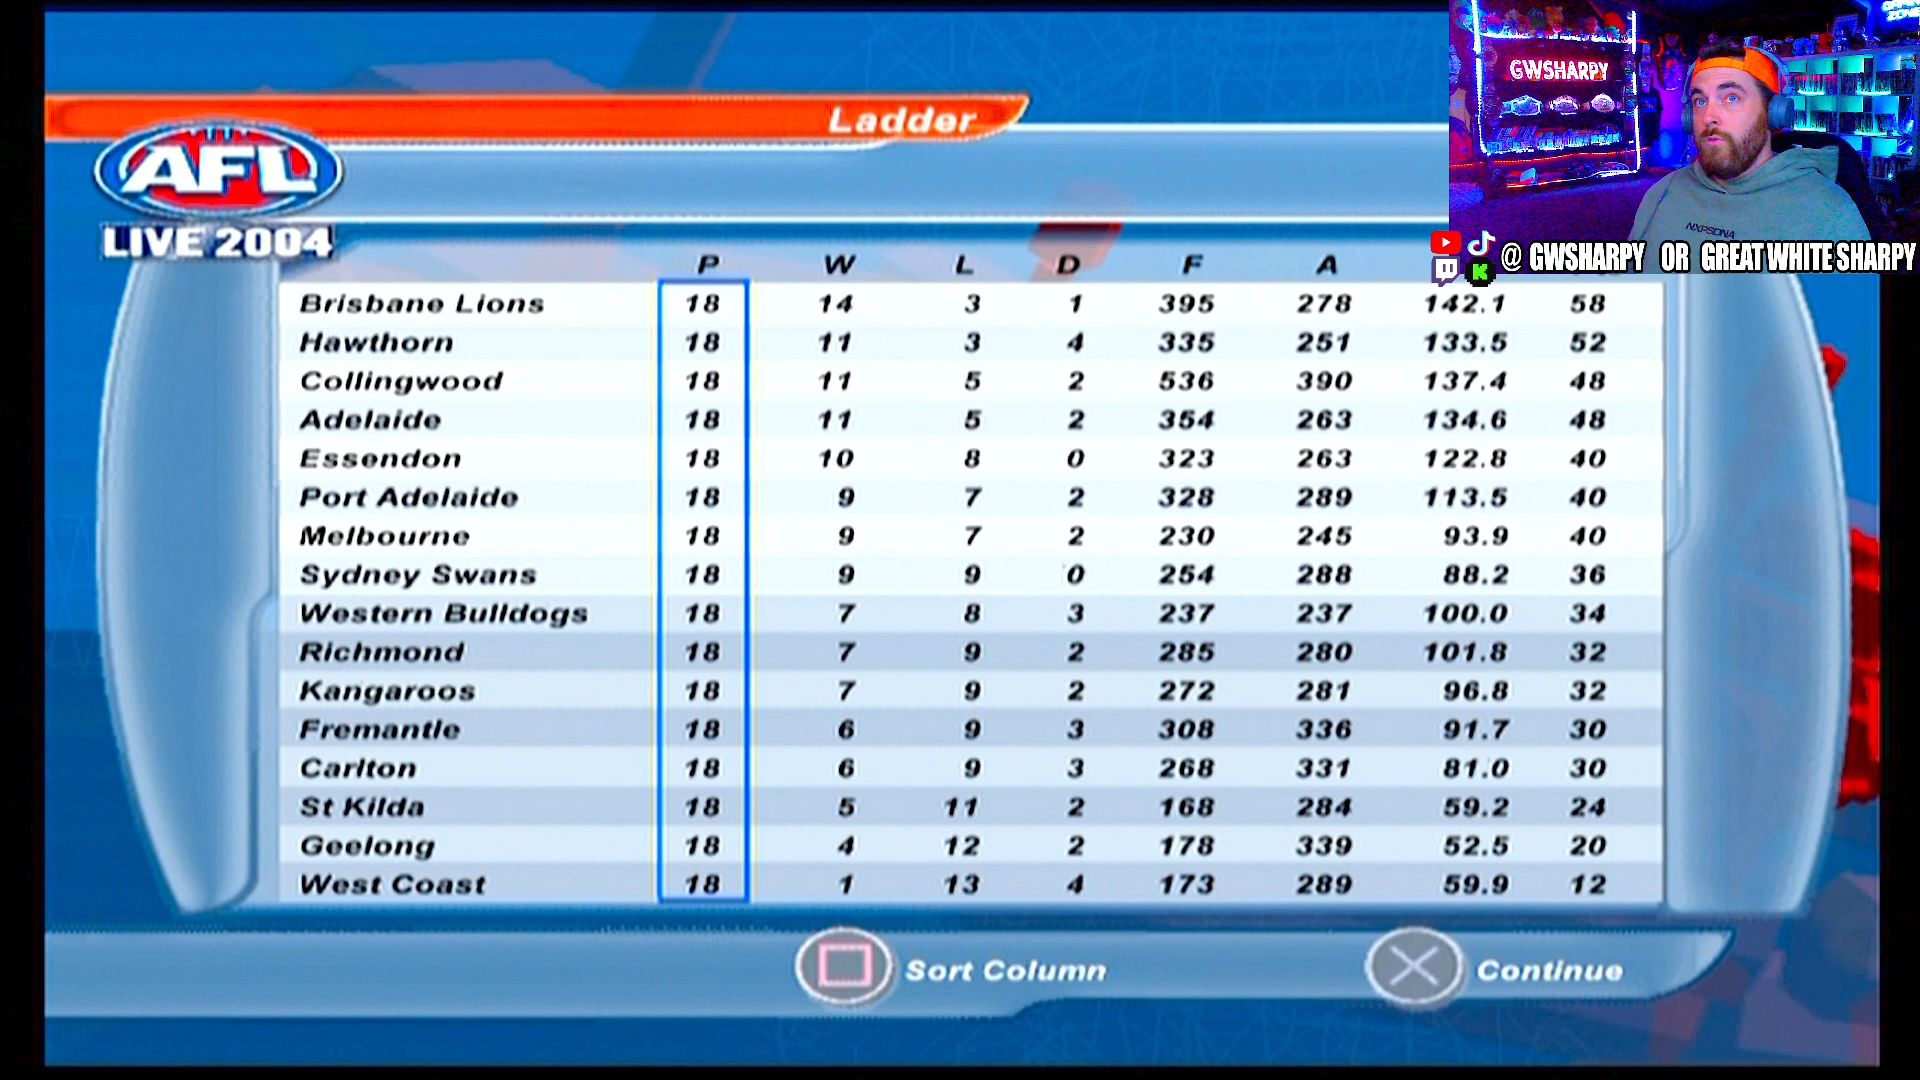 GWSHARPY
Ladder
AFL
LIVE 2004
NXPSDNA
@ GWSHARPY OR GREAT WHITE SHARPY
P W L D F A
Brisbane Lions 18 14 3 1 395 278 142.1 58
Hawthorn 18 11 3 4 335 251 133.5 52
Collingwood 18 11 5 2 536 390 137.4 48
Adelaide 18 11 5 2 354 263 134.6 48
Essendon 18 10 8 0 323 263 122.8 40
Port Adelaide 18 9 7 2 328 289 113.5 40
Melbourne 18 9 7 2 230 245 93.9 40
Sydney Swans 18 9 9 0 254 288 88.2 36
Western Bulldogs 18 7 8 3 237 237 100.0 34
Richmond 18 7 9 2 285 280 101.8 32
Kangaroos 18 7 9 2 272 281 96.8 32
Fremantle 18 6 9 3 308 336 91.7 30
Carlton 18 6 9 3 268 331 81.0 30
St Kilda 18 5 11 2 168 284 59.2 24
Geelong 18 4 12 2 178 339 52.5 20
West Coast 18 1 13 4 173 289 59.9 12
Sort Column
Continue